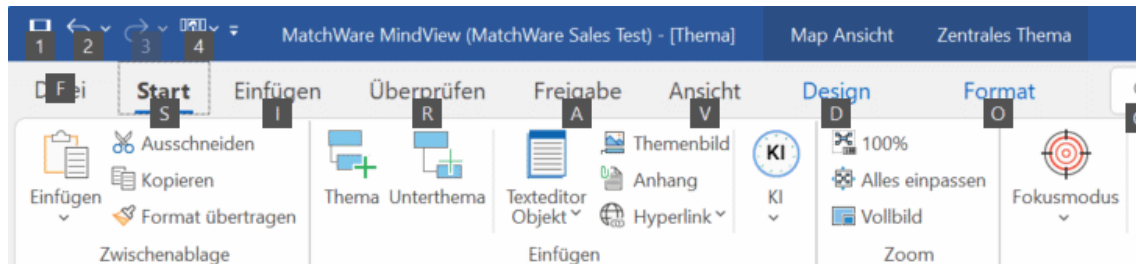 1 2 3 4 MatchWare MindView (MatchWare Sales Test) - [Thema] Map Ansicht Zentrales Thema
Start Einfügen Überprüfen Freigabe Ansicht Design Format
F S I R A V D O
Ausschneiden Themenbild KI 100%
Einfügen Kopieren Thema Unterthema Texteditor Objekt Anhang KI Alles einpassen Fokusmodus
Format übertragen Hyperlink Vollbild
Zwischenablage Einfügen Zoom